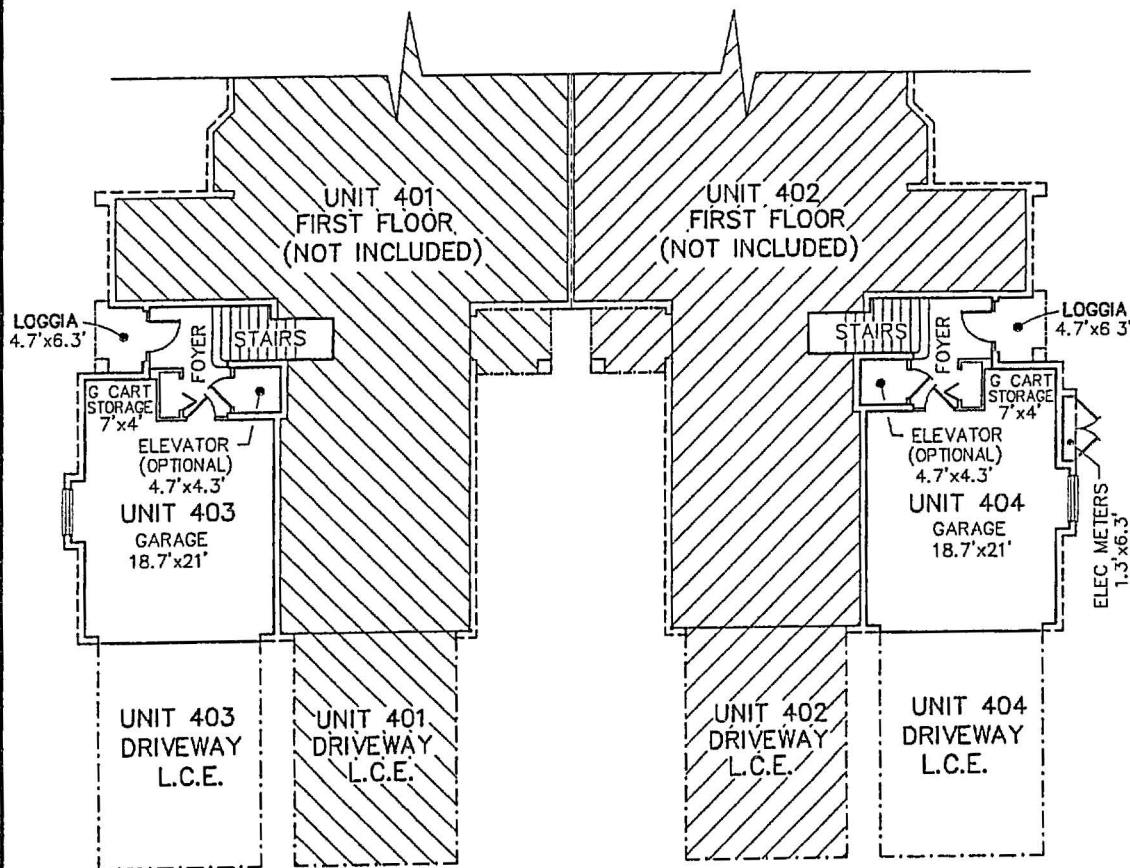 UNIT 401
FIRST FLOOR
(NOT INCLUDED)
UNIT 402
FIRST FLOOR
(NOT INCLUDED)
LOGGIA
4.7'x6.3'
FOYER
STAIRS
STAIRS
FOYER
LOGGIA
4.7'x6 3'
G CART
STORAGE
7'x4'
G CART
STORAGE
7'x4'
ELEVATOR
(OPTIONAL)
4.7'x4.3'
ELEVATOR
(OPTIONAL)
4.7'x4.3'
UNIT 403
GARAGE
18.7'x21'
UNIT 404
GARAGE
18.7'x21'
ELEC METERS
1.3'x6.3'
UNIT 403
DRIVEWAY
L.C.E.
UNIT 401
DRIVEWAY
L.C.E.
UNIT 402
DRIVEWAY
L.C.E.
UNIT 404
DRIVEWAY
L.C.E.